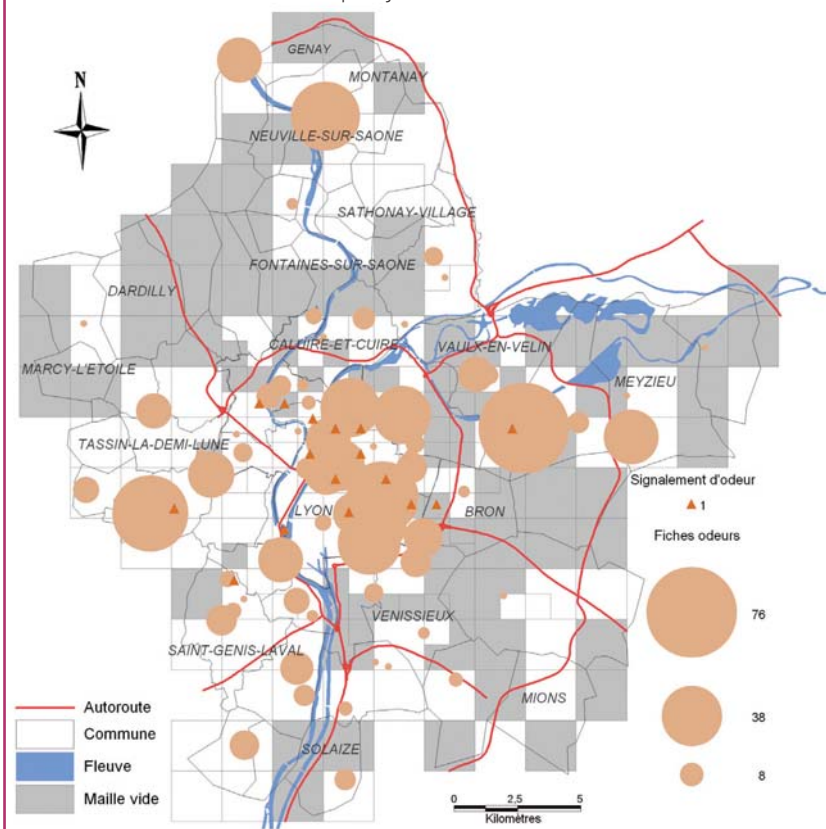 GENAY
N
MONTANAY
NEUVILLE-SUR-SAONE
SATHONAY-VILLAGE
FONTAINES-SUR-SAONE
DARDILLY
CALUIRE-ET-CUIRE
VAULX-EN-VELIN
MARCY-L'ETOILE
MEYZIEU
TASSIN-LA-DEMI-LUNE
Signalement d'odeur
1
LYON
BRON
Fiches odeurs
76
VENISSIEUX
SAINT-GENIS-LAVAL
MIONS
38
Autoroute
Commune
SOLAIZE
Fleuve
8
Maille vide
0 2,5 5
Kilomètres